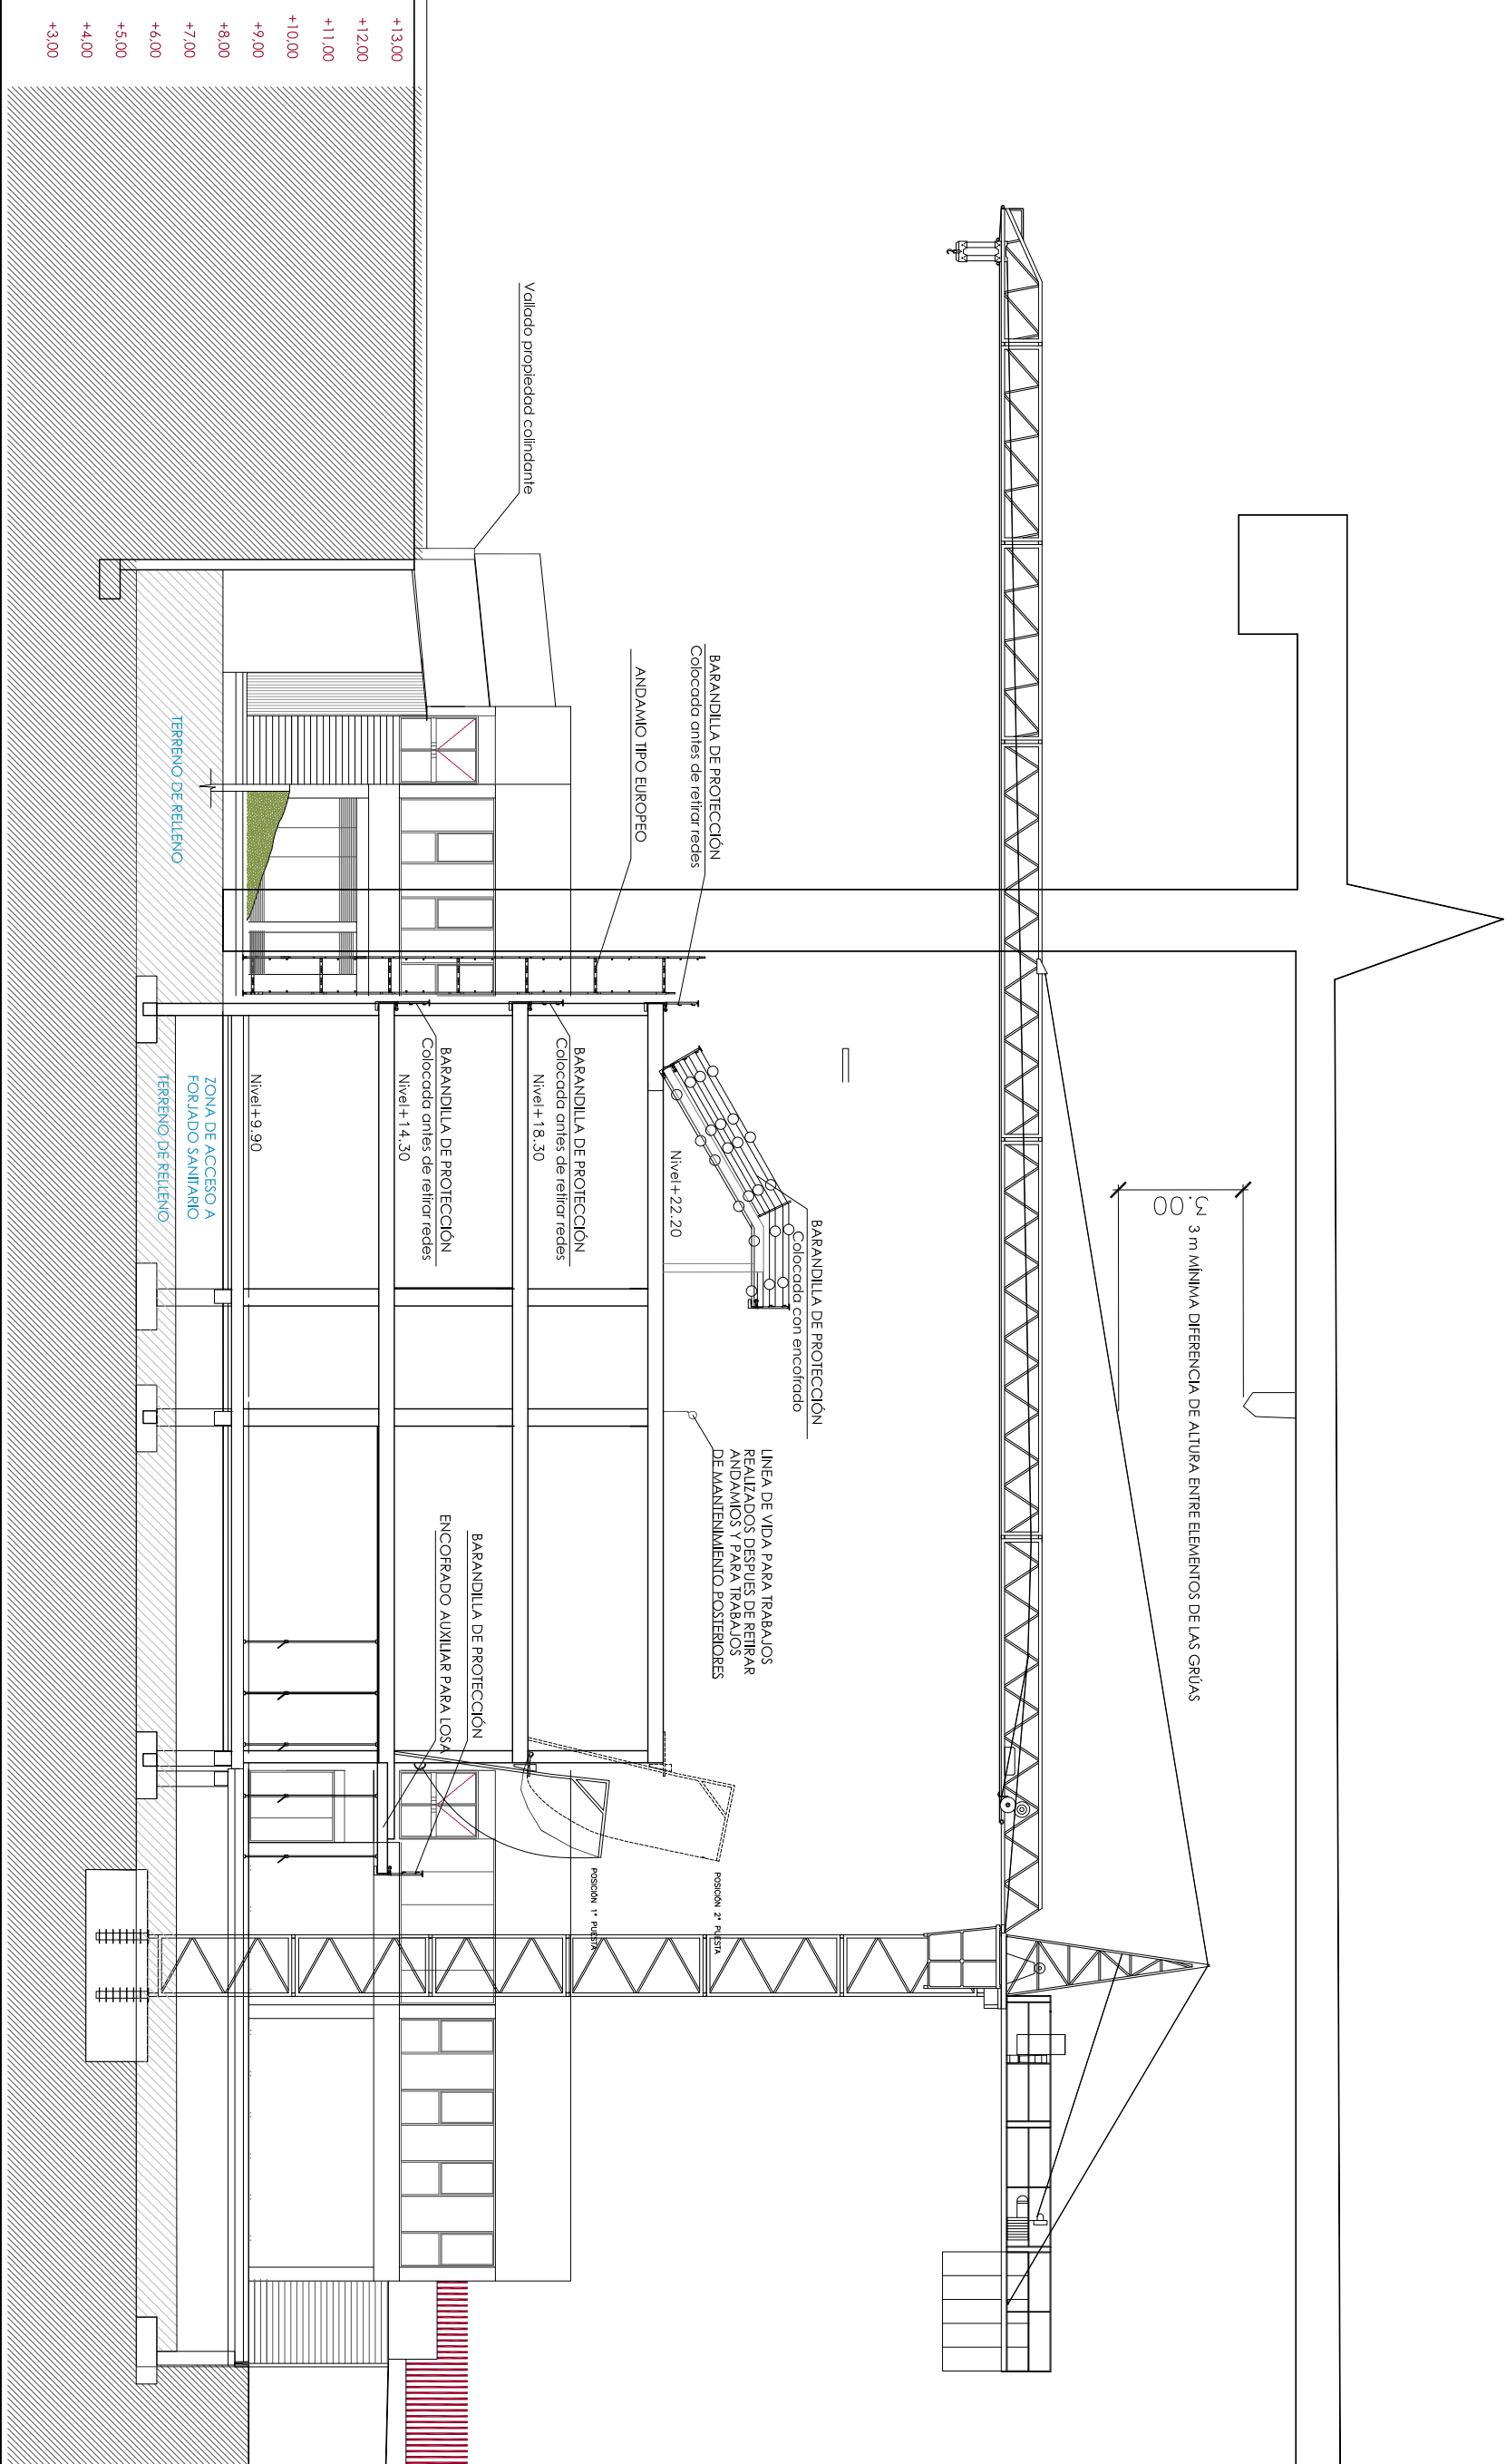 3.00
3 m MÍNIMA DIFERENCIA DE ALTURA ENTRE ELEMENTOS DE LAS GRÚAS
BARANDILLA DE PROTECCIÓN
Colocada con encofrado
LINEA DE VIDA PARA TRABAJOS
REALIZADOS DESPUES DE RETIRAR
ANDAMIOS Y PARA TRABAJOS
DE MANTENIMIENTO POSTERIORES
BARANDILLA DE PROTECCIÓN
Colocada antes de retirar redes
POSICIÓN 2ª PUESTA
Nivel+22.20
ANDAMIO TIPO EUROPEO
POSICIÓN 1ª PUESTA
BARANDILLA DE PROTECCIÓN
Colocada antes de retirar redes
Nivel+18.30
Vallado propiedad colindante
BARANDILLA DE PROTECCIÓN
ENCOFRADO AUXILIAR PARA LOSA
BARANDILLA DE PROTECCIÓN
Colocada antes de retirar redes
Nivel+14.30
Nivel+9.90
ZONA DE ACCESO A
FORJADO SANITARIO
TERRENO DE RELLENO
TERRENO DE RELLENO
+13,00
+12,00
+11,00
+10,00
+9,00
+8,00
+7,00
+6,00
+5,00
+4,00
+3,00